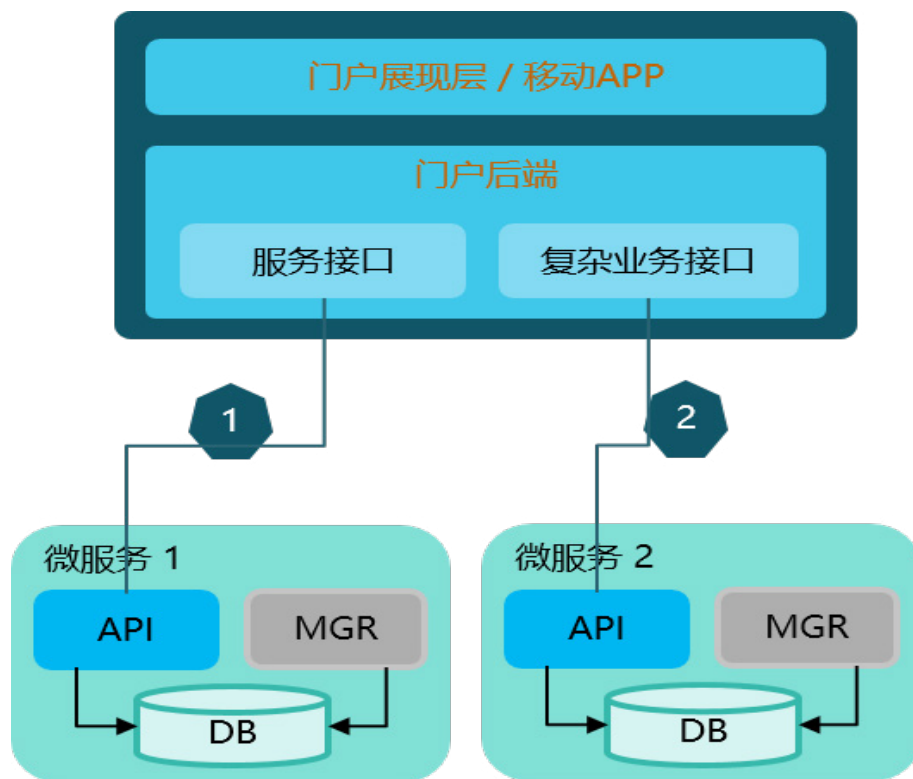 门户展现层 / 移动APP
门户后端
服务接口
复杂业务接口
1
2
微服务 1
API
MGR
DB
微服务 2
API
MGR
DB